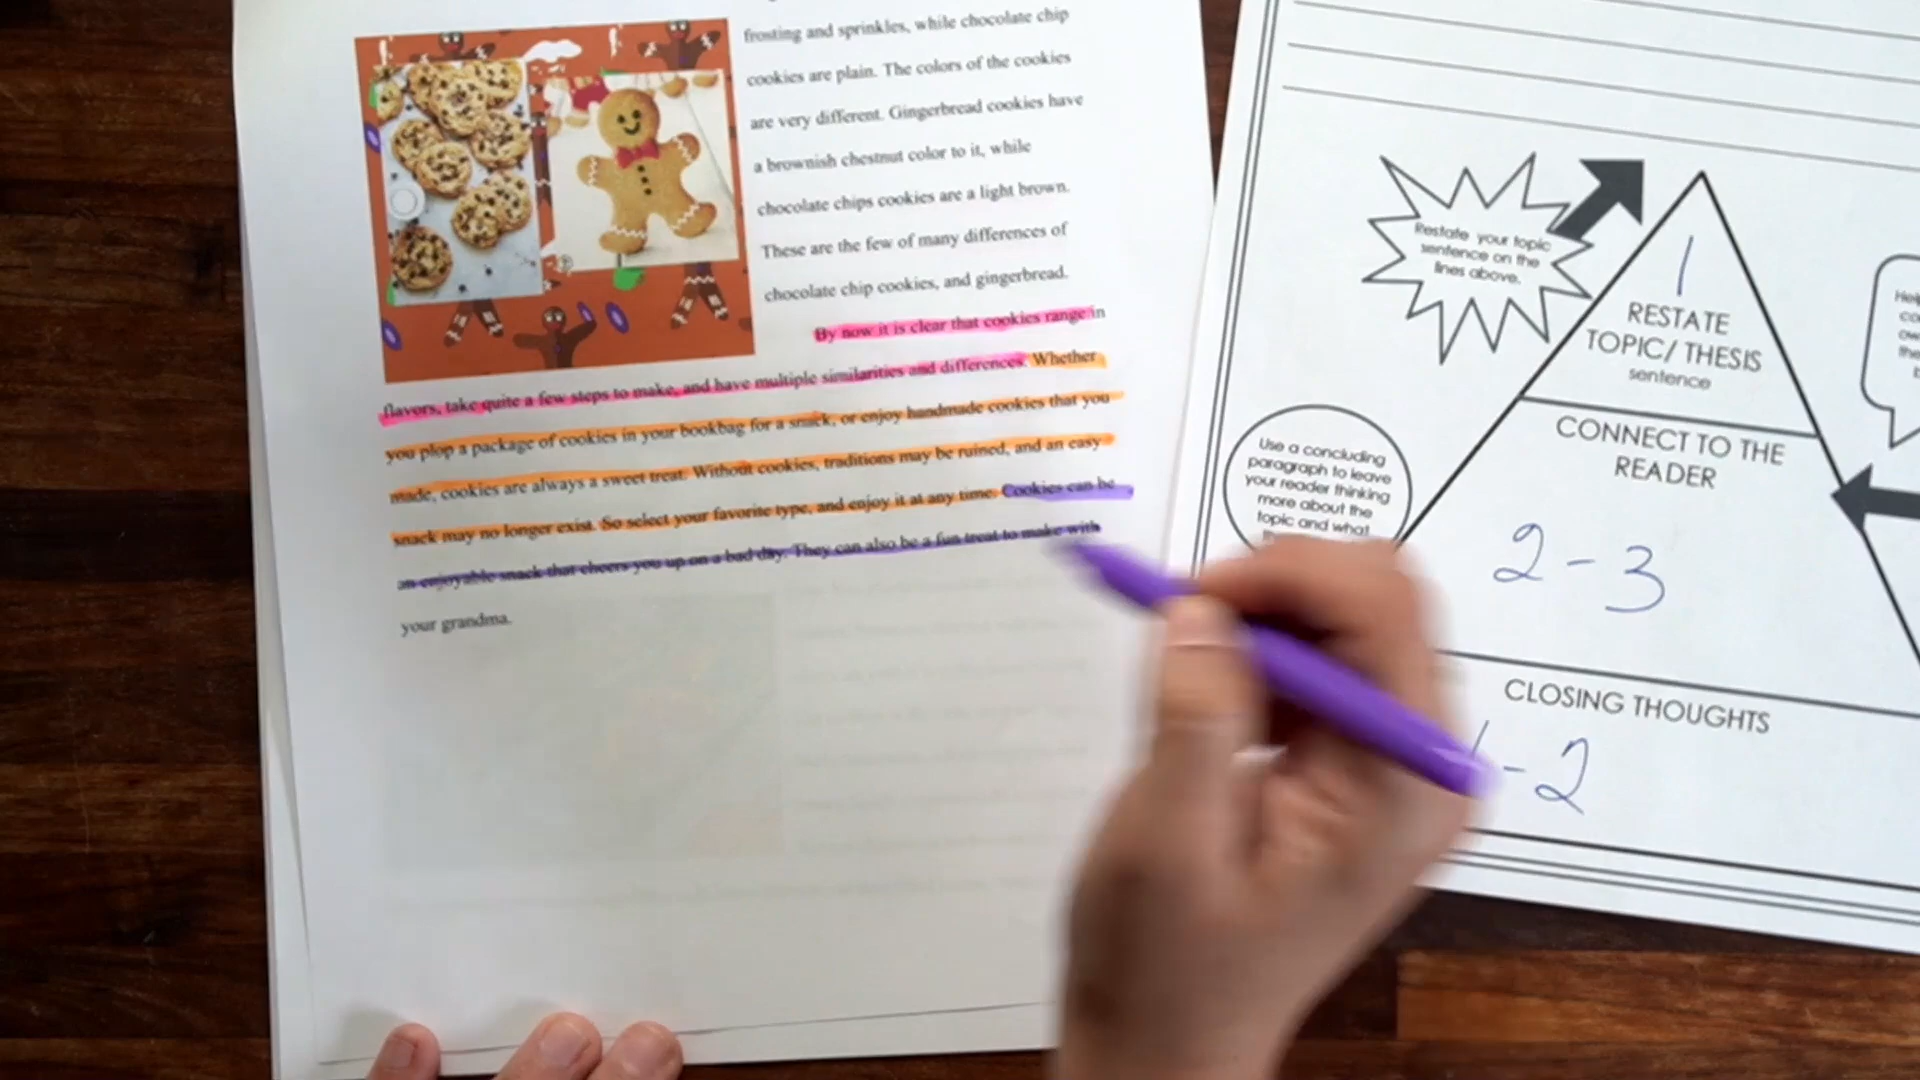 frosting and sprinkles, while chocolate chip
cookies are plain. The colors of the cookies
are very different. Gingerbread cookies have
a brownish chestnut color to it, while
chocolate chips cookies are a light brown.
These are the few of many differences of
chocolate chip cookies, and gingerbread.
By now it is clear that cookies range in
flavors, take quite a few steps to make, and have multiple similarities and differences. Whether
you plop a package of cookies in your bookbag for a snack, or enjoy handmade cookies that you
made, cookies are always a sweet treat. Without cookies, traditions may be ruined, and an easy
snack may no longer exist. So select your favorite type, and enjoy it at any time. Cookies can be
an enjoyable snack that cheers you up on a bad day. They can also be a fun treat to make with
your grandma.
Restate your topic
sentence on the
lines above.
1
RESTATE
TOPIC/ THESIS
sentence
Use a concluding
paragraph to leave
your reader thinking
more about the
topic and what
CONNECT TO THE
READER
2-3
CLOSING THOUGHTS
-2